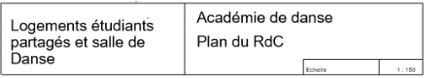 Logements étudiants
partagés et salle de
Danse
Académie de danse
Plan du RdC
Echelle 1 : 150